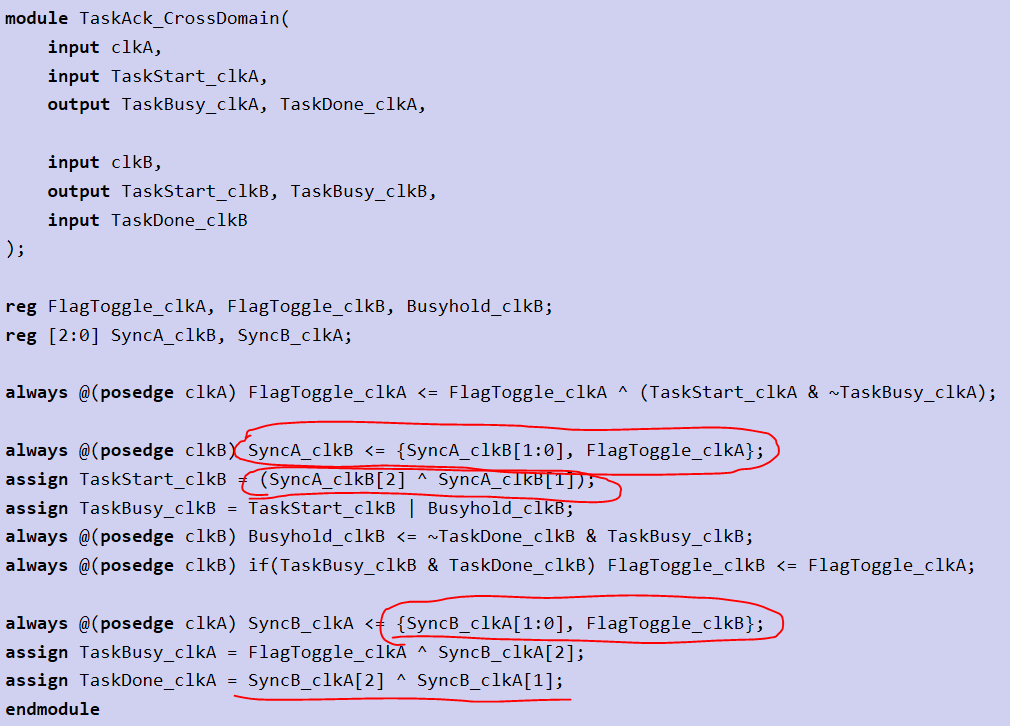 module TaskAck_CrossDomain(
    input clkA,
    input TaskStart_clkA,
    output TaskBusy_clkA, TaskDone_clkA,

    input clkB,
    output TaskStart_clkB, TaskBusy_clkB,
    input TaskDone_clkB
);

reg FlagToggle_clkA, FlagToggle_clkB, Busyhold_clkB;
reg [2:0] SyncA_clkB, SyncB_clkA;

always @(posedge clkA) FlagToggle_clkA <= FlagToggle_clkA ^ (TaskStart_clkA & ~TaskBusy_clkA);

always @(posedge clkB) SyncA_clkB <= {SyncA_clkB[1:0], FlagToggle_clkA};
assign TaskStart_clkB = (SyncA_clkB[2] ^ SyncA_clkB[1]);
assign TaskBusy_clkB = TaskStart_clkB | Busyhold_clkB;
always @(posedge clkB) Busyhold_clkB <= ~TaskDone_clkB & TaskBusy_clkB;
always @(posedge clkB) if(TaskBusy_clkB & TaskDone_clkB) FlagToggle_clkB <= FlagToggle_clkA;

always @(posedge clkA) SyncB_clkA <= {SyncB_clkA[1:0], FlagToggle_clkB};
assign TaskBusy_clkA = FlagToggle_clkA ^ SyncB_clkA[2];
assign TaskDone_clkA = SyncB_clkA[2] ^ SyncB_clkA[1];
endmodule